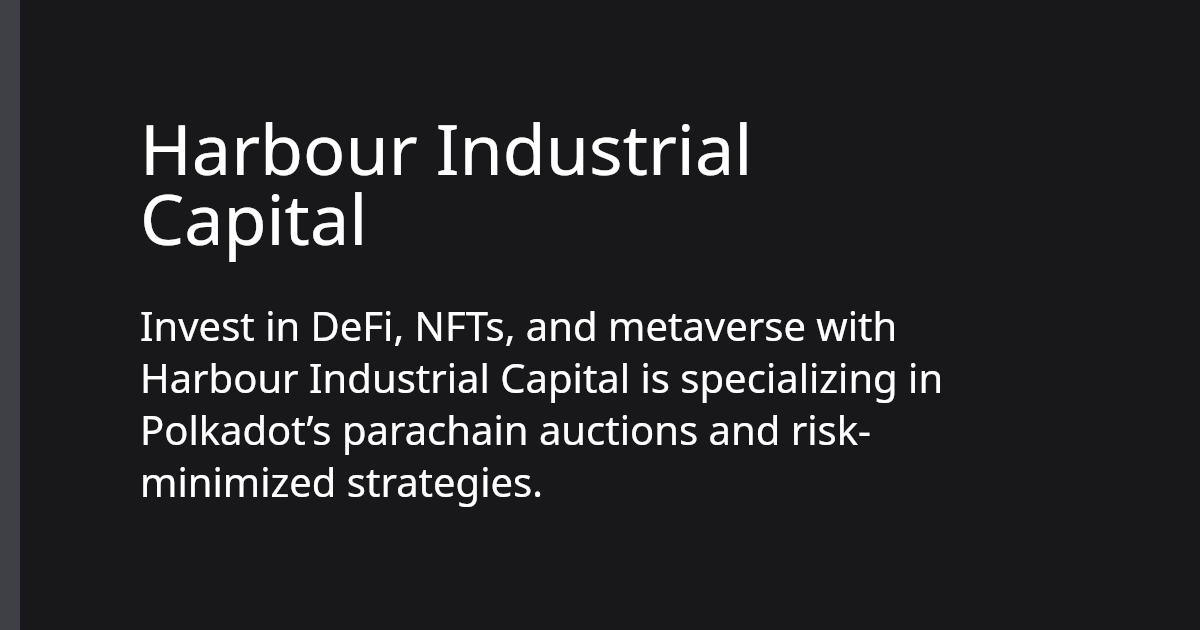 Harbour Industrial
Capital
Invest in DeFi, NFTs, and metaverse with
Harbour Industrial Capital is specializing in
Polkadot’s parachain auctions and risk-
minimized strategies.